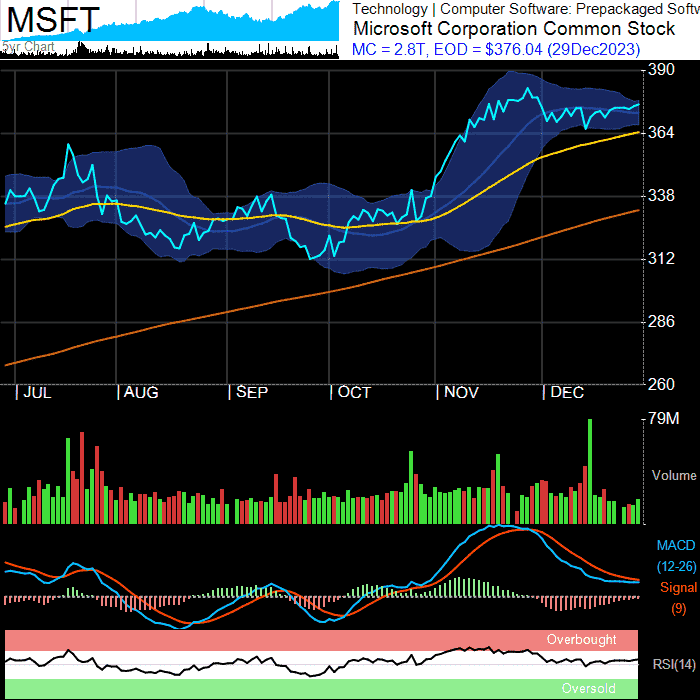 MSFT
5yr Chart
Technology | Computer Software: Prepackaged Softw
Microsoft Corporation Common Stock
MC = 2.8T, EOD = $376.04 (29Dec2023)
390
364
338
312
286
260
| JUL | AUG | SEP | OCT | NOV | DEC
79M
Volume
MACD
(12-26)
Signal
(9)
Overbought
RSI(14)
Oversold